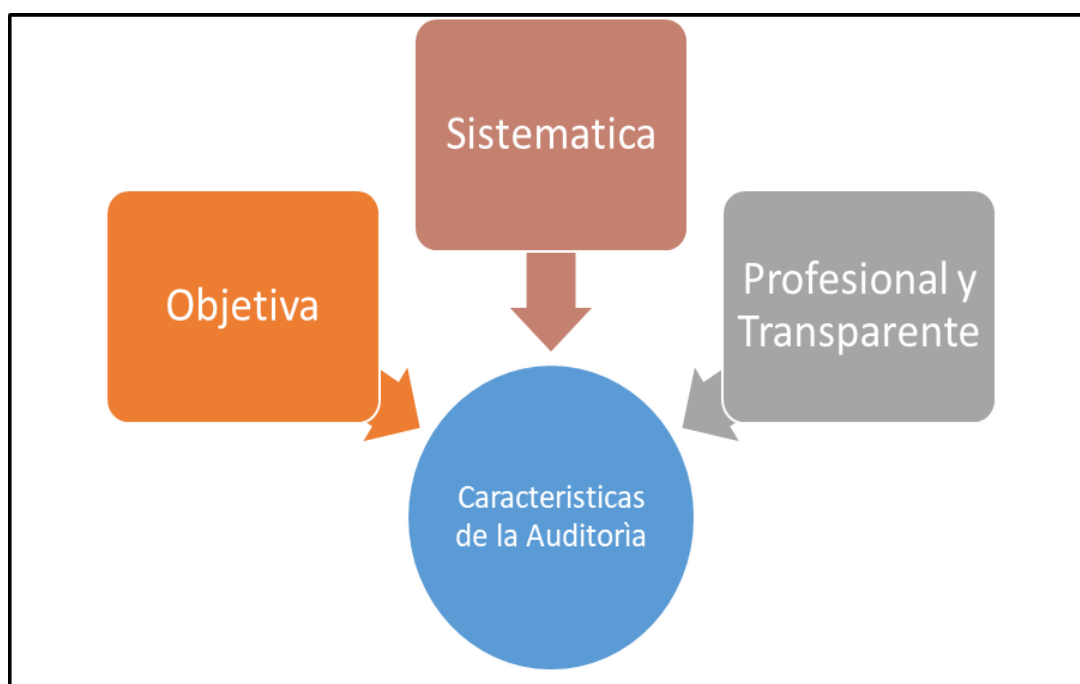 Sistematica
Objetiva
Profesional y
Transparente
Caracteristicas
de la Auditorìa